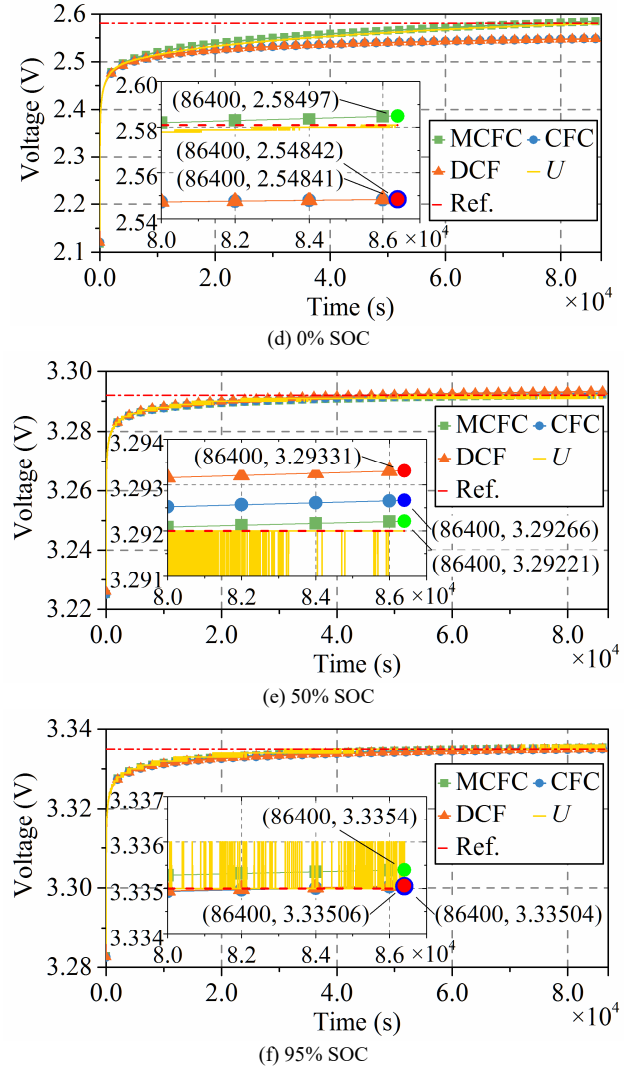 2.6
2.5
2.4
2.3
2.2
2.1
Voltage (V)
2.60
2.58
2.56
2.54
(86400, 2.58497)
(86400, 2.54842)
(86400, 2.54841)
8.0 8.2 8.4 8.6 ×10⁴
MCFC CFC
DCF U
Ref.
0.0 2.0 4.0 6.0 8.0
×10⁴
Time (s)
(d) 0% SOC
3.30
3.28
3.26
3.24
3.22
Voltage (V)
3.294
3.293
3.292
3.291
(86400, 3.29331)
(86400, 3.29266)
(86400, 3.29221)
8.0 8.2 8.4 8.6 ×10⁴
MCFC CFC
DCF U
Ref.
0.0 2.0 4.0 6.0 8.0
×10⁴
Time (s)
(e) 50% SOC
3.34
3.32
3.30
3.28
Voltage (V)
3.337
3.336
3.335
3.334
(86400, 3.3354)
(86400, 3.33506)
(86400, 3.33504)
8.0 8.2 8.4 8.6 ×10⁴
MCFC CFC
DCF U
Ref.
0.0 2.0 4.0 6.0 8.0
×10⁴
Time (s)
(f) 95% SOC